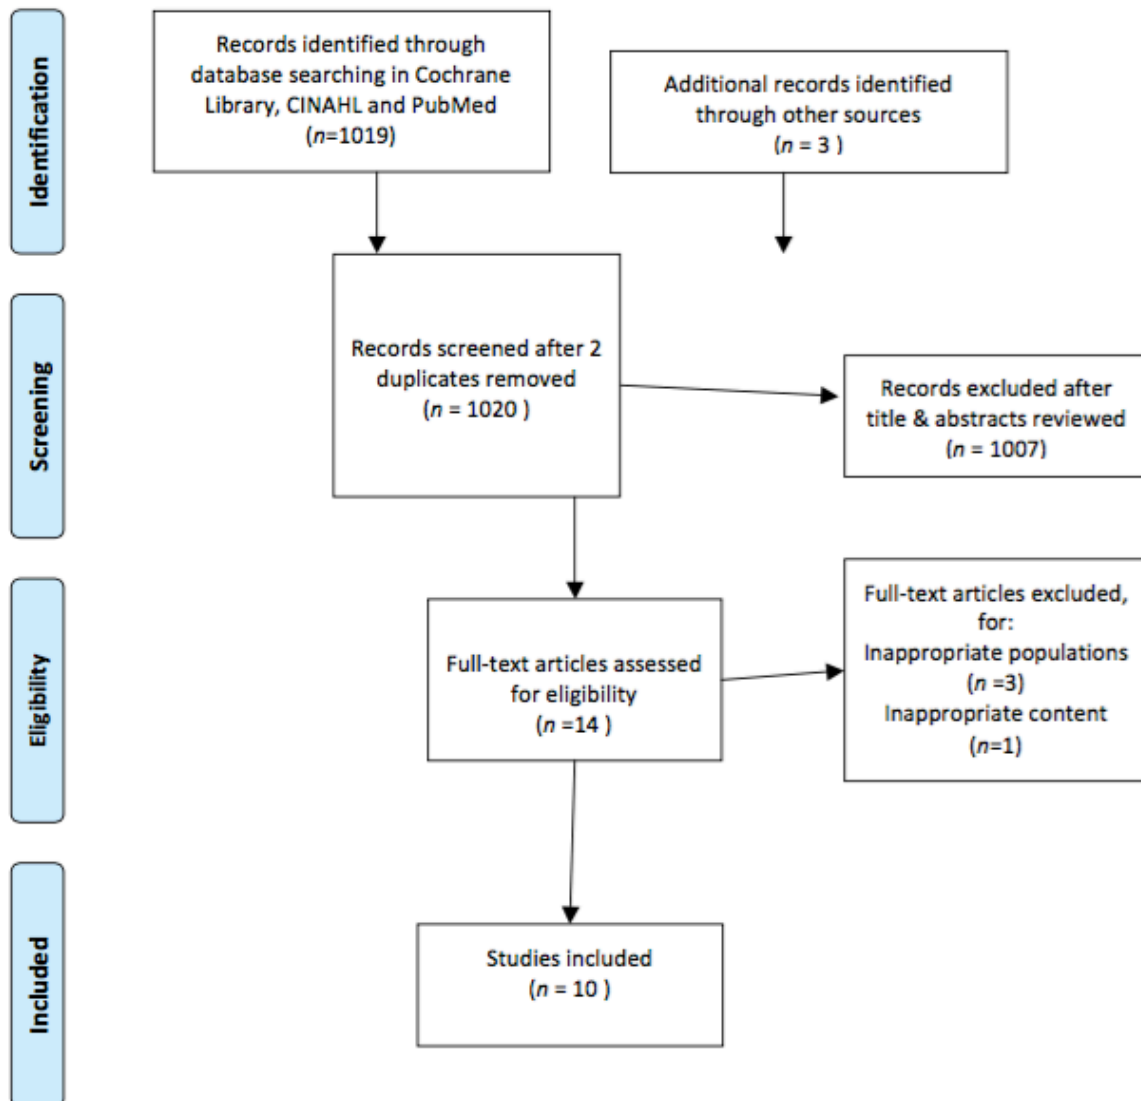 Identification
Records identified through
database searching in Cochrane
Library, CINAHL and PubMed
(n=1019)
Additional records identified
through other sources
(n = 3 )
Screening
Records screened after 2
duplicates removed
(n = 1020 )
Records excluded after
title & abstracts reviewed
(n = 1007)
Eligibility
Full-text articles assessed
for eligibility
(n =14 )
Full-text articles excluded,
for:
Inappropriate populations
(n =3)
Inappropriate content
(n=1)
Included
Studies included
(n = 10 )